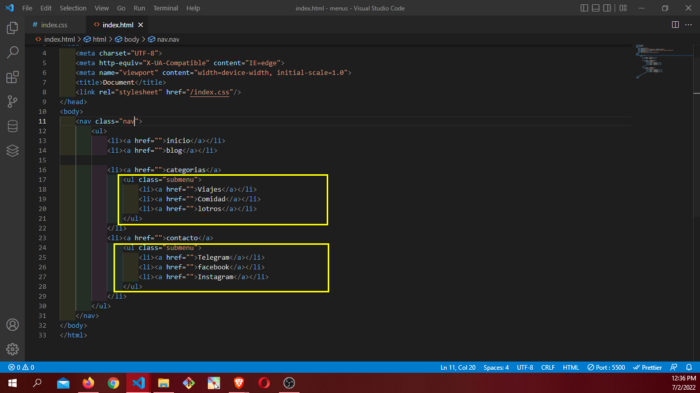 File Edit Selection View Go Run Terminal Help
index.html - menus - Visual Studio Code
# index.css
index.html
index.html > html > body > nav.nav
4 <meta charset="UTF-8">
5 <meta http-equiv="X-UA-Compatible" content="IE=edge">
6 <meta name="viewport" content="width=device-width, initial-scale=1.0">
7 <title>Document</title>
8 <link rel="stylesheet" href="/index.css"/>
9 </head>
10 <body>
11 <nav class="nav">
12 <ul>
13 <li><a href="">inicio</a></li>
14 <li><a href="">blog</a></li>
15
16 <li><a href="">categorias</a>
17 <ul class="submenu">
18 <li><a href="">Viajes</a></li>
19 <li><a href="">Comidad</a></li>
20 <li><a href="">lotros</a></li>
21 </ul>
22 </li>
23 <li><a href="">contacto</a>
24 <ul class="submenu">
25 <li><a href="">Telegram</a></li>
26 <li><a href="">facebook</a></li>
27 <li><a href="">Instagram</a></li>
28 </ul>
29 </li>
30 </ul>
31 </nav>
32 </body>
33 </html>
0 0
Ln 11, Col 20 Spaces: 4 UTF-8 CRLF HTML Port : 5500 Prettier
12:36 PM
7/2/2022